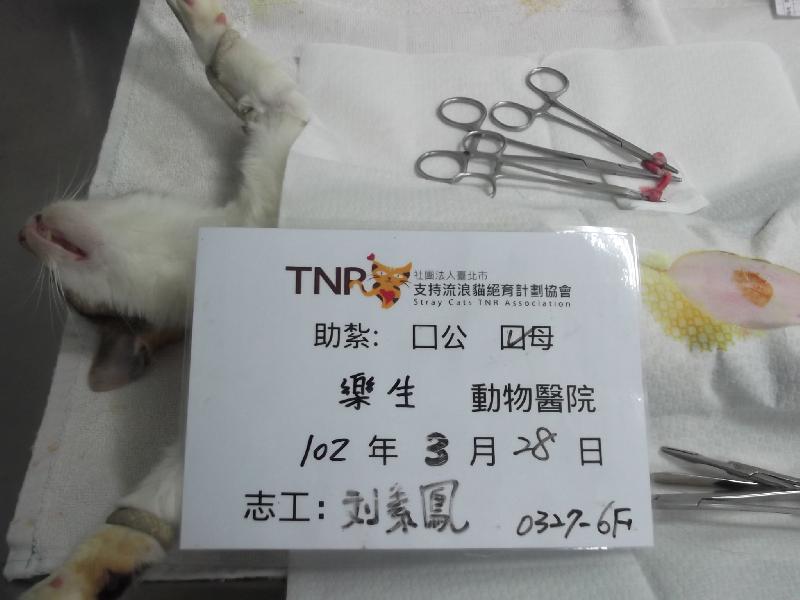 TNR 社團法人臺北市
支持流浪貓絕育計劃協會
Stray Cats TNR Association
助紮: 口公 口母
樂生 動物醫院
102 年 3 月 28 日
志工: 刘素鳳 0327-6F